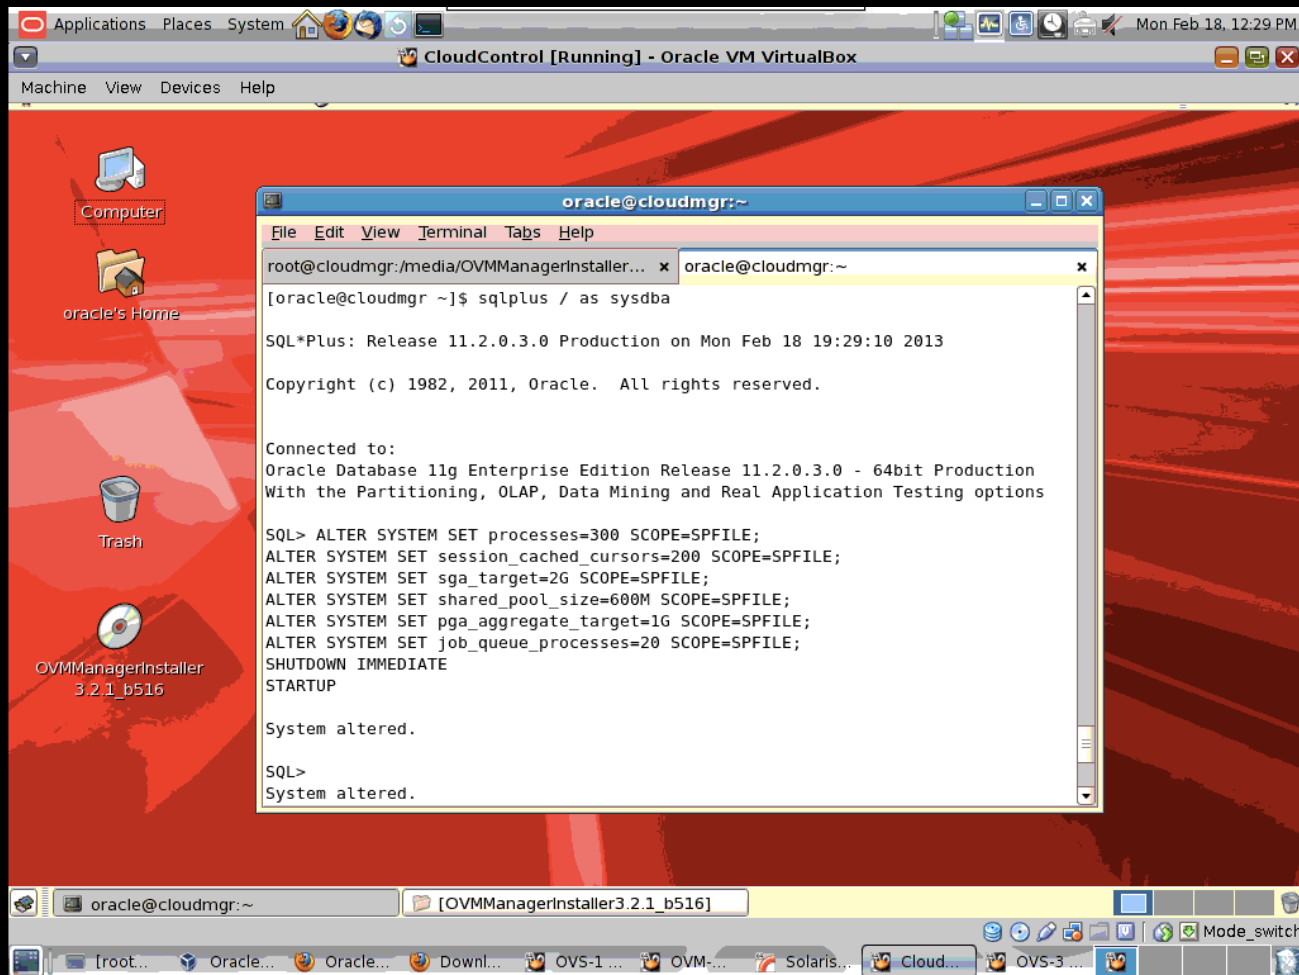 Applications Places System
Mon Feb 18, 12:29 PM
CloudControl [Running] - Oracle VM VirtualBox
Machine View Devices Help
Computer
oracle's Home
Trash
OVMManagerInstaller
3.2.1_b516
oracle@cloudmgr:~
File Edit View Terminal Tabs Help
root@cloudmgr:/media/OVMManagerInstaller...
oracle@cloudmgr:~
[oracle@cloudmgr ~]$ sqlplus / as sysdba
SQL*Plus: Release 11.2.0.3.0 Production on Mon Feb 18 19:29:10 2013
Copyright (c) 1982, 2011, Oracle.  All rights reserved.
Connected to:
Oracle Database 11g Enterprise Edition Release 11.2.0.3.0 - 64bit Production
With the Partitioning, OLAP, Data Mining and Real Application Testing options
SQL> ALTER SYSTEM SET processes=300 SCOPE=SPFILE;
ALTER SYSTEM SET session_cached_cursors=200 SCOPE=SPFILE;
ALTER SYSTEM SET sga_target=2G SCOPE=SPFILE;
ALTER SYSTEM SET shared_pool_size=600M SCOPE=SPFILE;
ALTER SYSTEM SET pga_aggregate_target=1G SCOPE=SPFILE;
ALTER SYSTEM SET job_queue_processes=20 SCOPE=SPFILE;
SHUTDOWN IMMEDIATE
STARTUP
System altered.
SQL>
System altered.
oracle@cloudmgr:~
[OVMManagerInstaller3.2.1_b516]
Mode_switch
[root... Oracle... Oracle... Downl... OVS-1 ... OVM-... Solaris... Cloud... OVS-3 ...